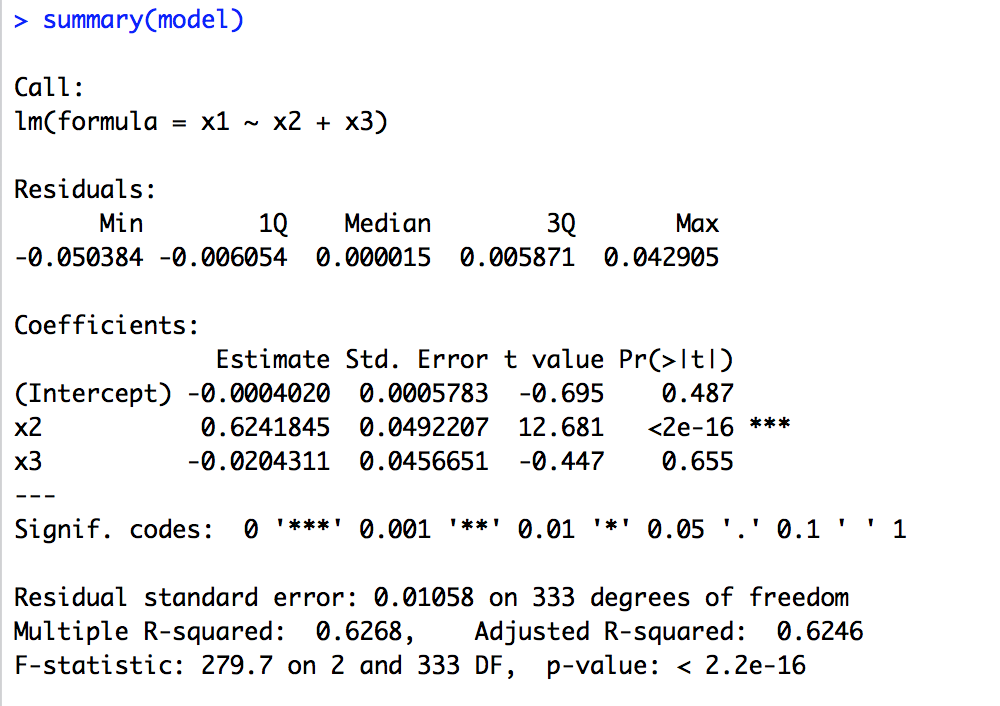 > summary(model)
Call:
lm(formula = x1 ~ x2 + x3)
Residuals:
      Min        1Q    Median        3Q       Max
-0.050384 -0.006054  0.000015  0.005871  0.042905
Coefficients:
              Estimate Std. Error t value Pr(>|t|)
(Intercept) -0.0004020  0.0005783  -0.695    0.487
x2           0.6241845  0.0492207  12.681   <2e-16 ***
x3          -0.0204311  0.0456651  -0.447    0.655
---
Signif. codes:  0 '***' 0.001 '**' 0.01 '*' 0.05 '.' 0.1 ' ' 1
Residual standard error: 0.01058 on 333 degrees of freedom
Multiple R-squared:  0.6268,	Adjusted R-squared:  0.6246
F-statistic: 279.7 on 2 and 333 DF,  p-value: < 2.2e-16